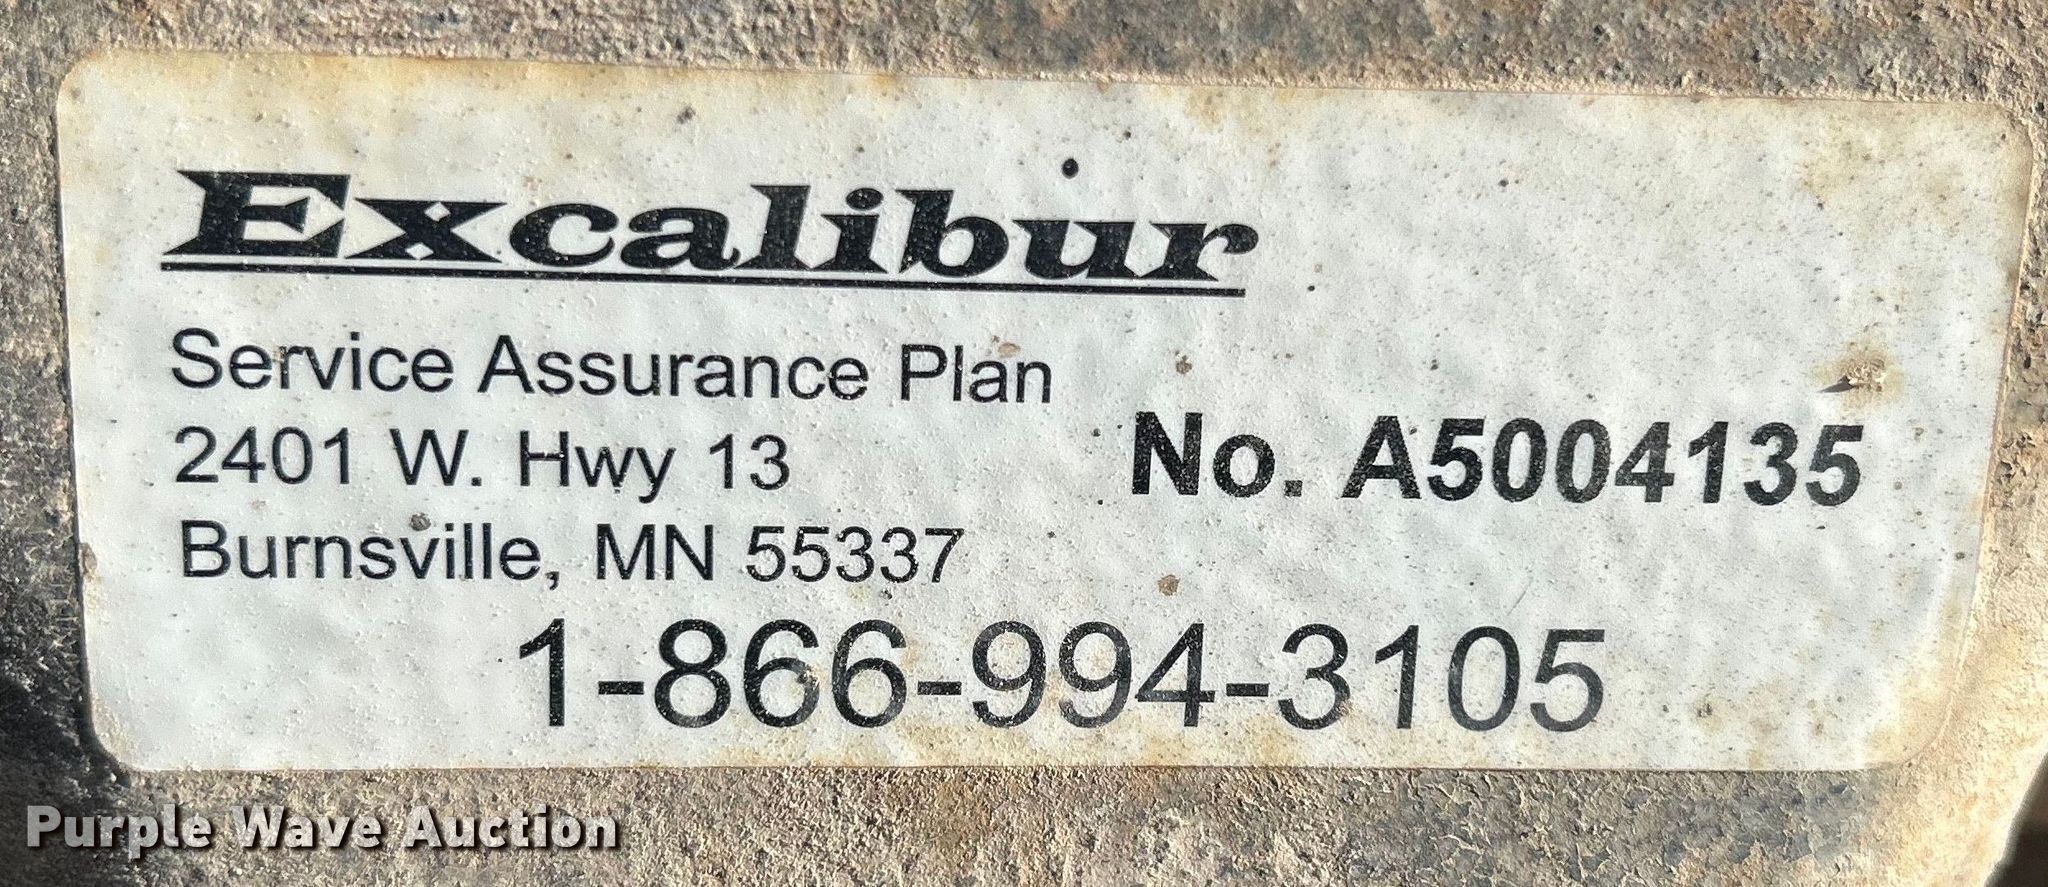 Excalibur
Service Assurance Plan
2401 W. Hwy 13
No. A5004135
Burnsville, MN 55337
1-866-994-3105
Purple Wave Auction